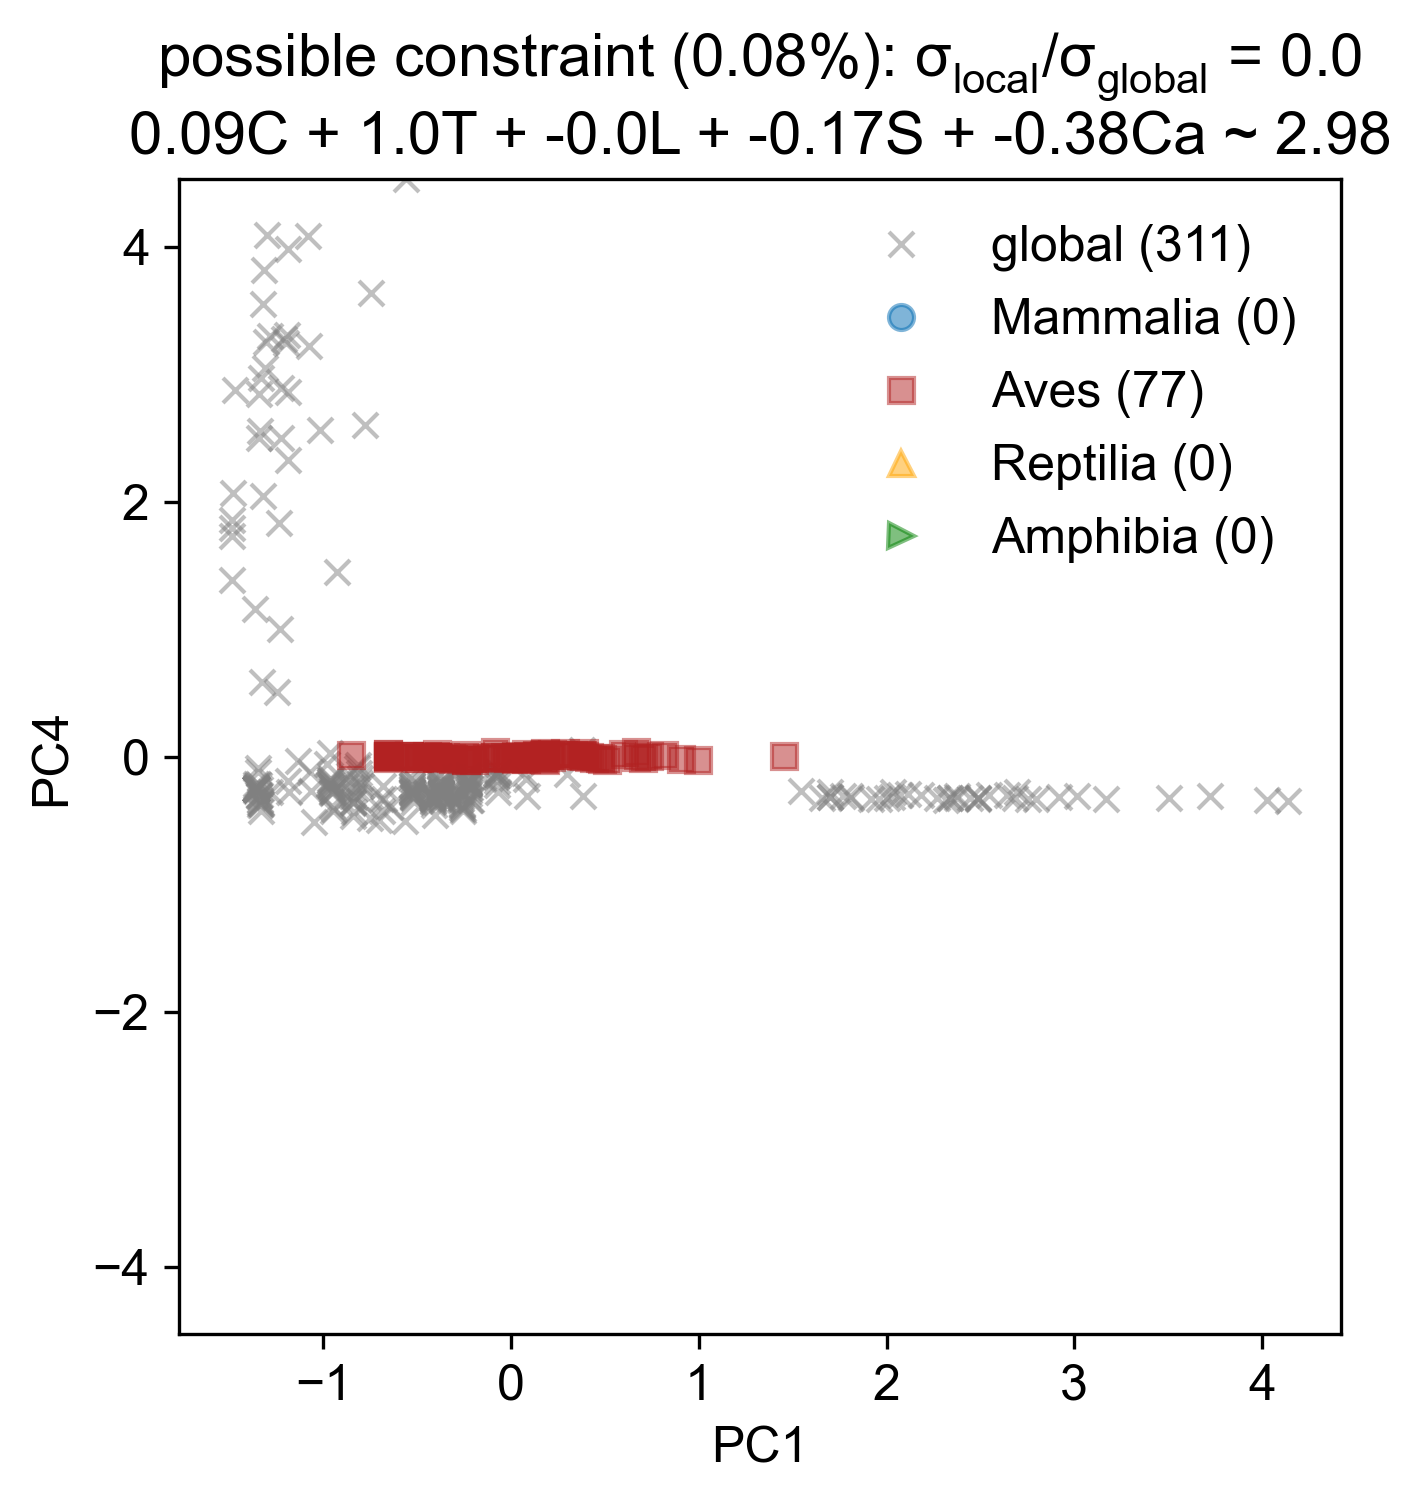 possible constraint (0.08%): σlocal/σglobal = 0.0
0.09C + 1.0T + -0.0L + -0.17S + -0.38Ca ~ 2.98
global (311)
Mammalia (0)
Aves (77)
Reptilia (0)
Amphibia (0)
4
2
0
−2
−4
PC4
−1 0 1 2 3 4
PC1